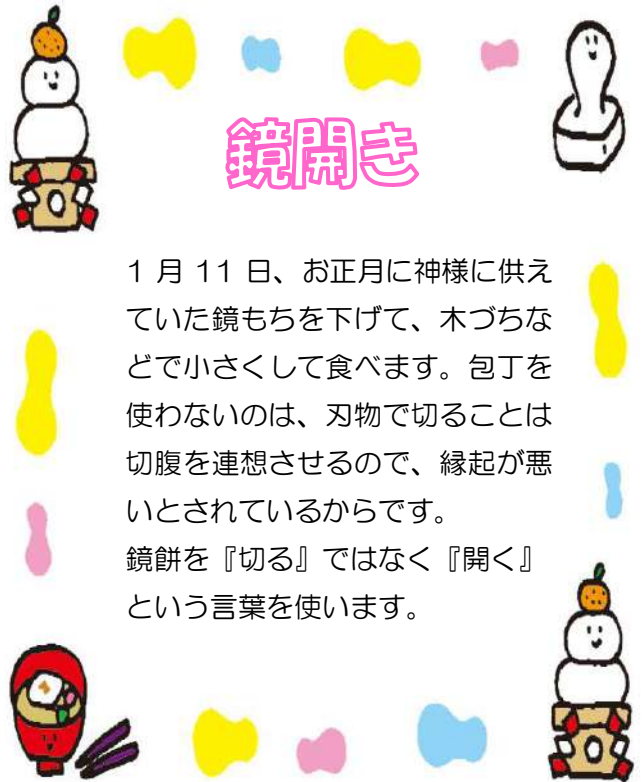 鏡開き
1 月 11 日、お正月に神様に供え
ていた鏡もちを下げて、木づちな
どで小さくして食べます。包丁を
使わないのは、刃物で切ることは
切腹を連想させるので、縁起が悪
いとされているからです。
鏡餅を『切る』ではなく『開く』
という言葉を使います。